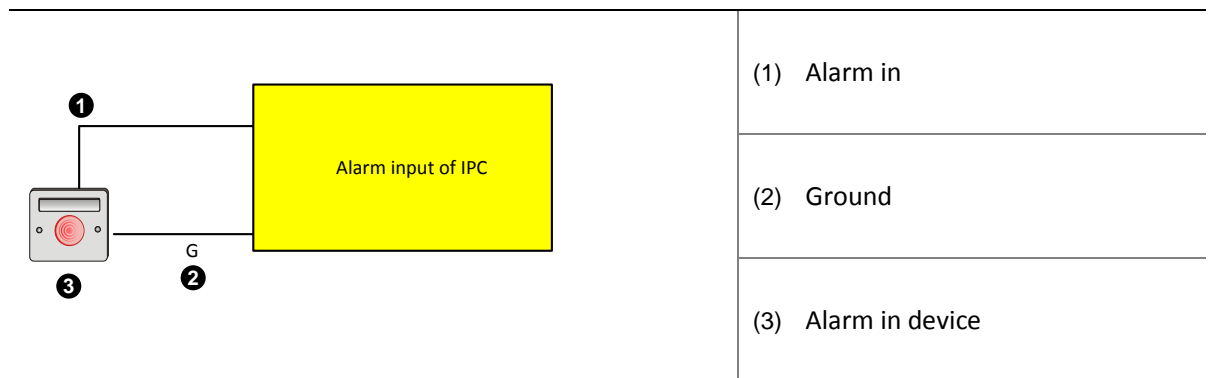 1
Alarm input of IPC
G
2
3
(1) Alarm in
(2) Ground
(3) Alarm in device